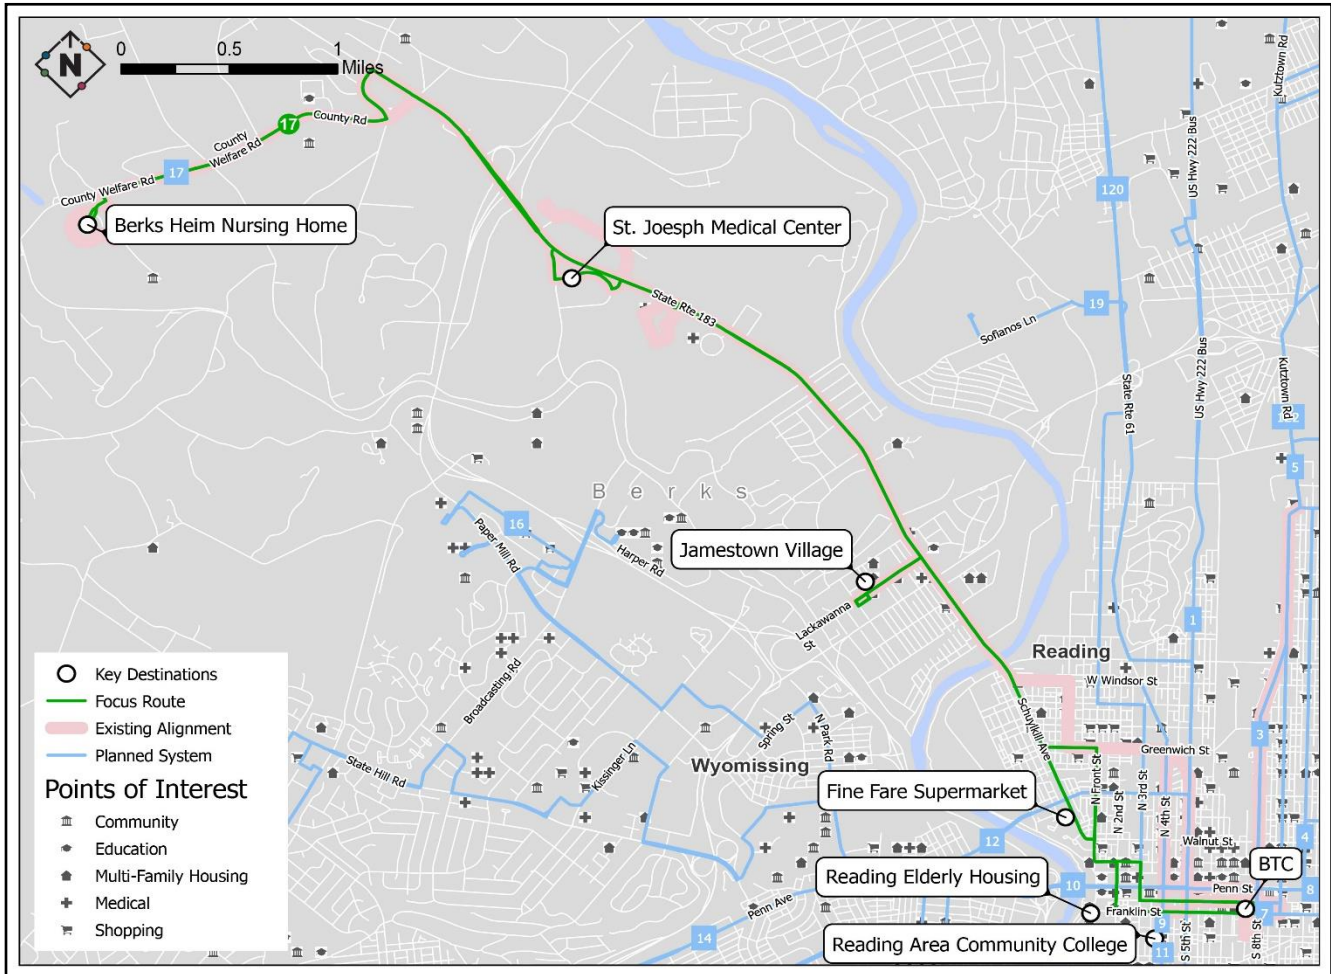 N
0 0.5 1
Miles
17
County Rd
County
Welfare Rd
17
County Welfare Rd
Berks Heim Nursing Home
St. Joesph Medical Center
State Rte 183
120
19
Sofianos Ln
US Hwy 222 Bus
Kutztown Rd
State Rte 61
US Hwy 222 Bus
Kutztown Rd
5
Berks
16
Paper Mill Rd
Harper Rd
Jamestown Village
Lackawanna
St
1
Reading
W Windsor St
Broadcasting Rd
Spring St
N Park Rd
Schuylkill Ave
3
Greenwich St
Wyomissing
State Hill Rd
Kissinger Ln
N Front St
N 2nd St
N 3rd St
N 4th St
Fine Fare Supermarket
12
Walnut St
4
BTC
Reading Elderly Housing
10
Penn St
8
Penn Ave
Franklin St
7
9
14
Reading Area Community College
11
S 5th St
S 8th St
Key Destinations
Focus Route
Existing Alignment
Planned System
Points of Interest
Community
Education
Multi-Family Housing
Medical
Shopping